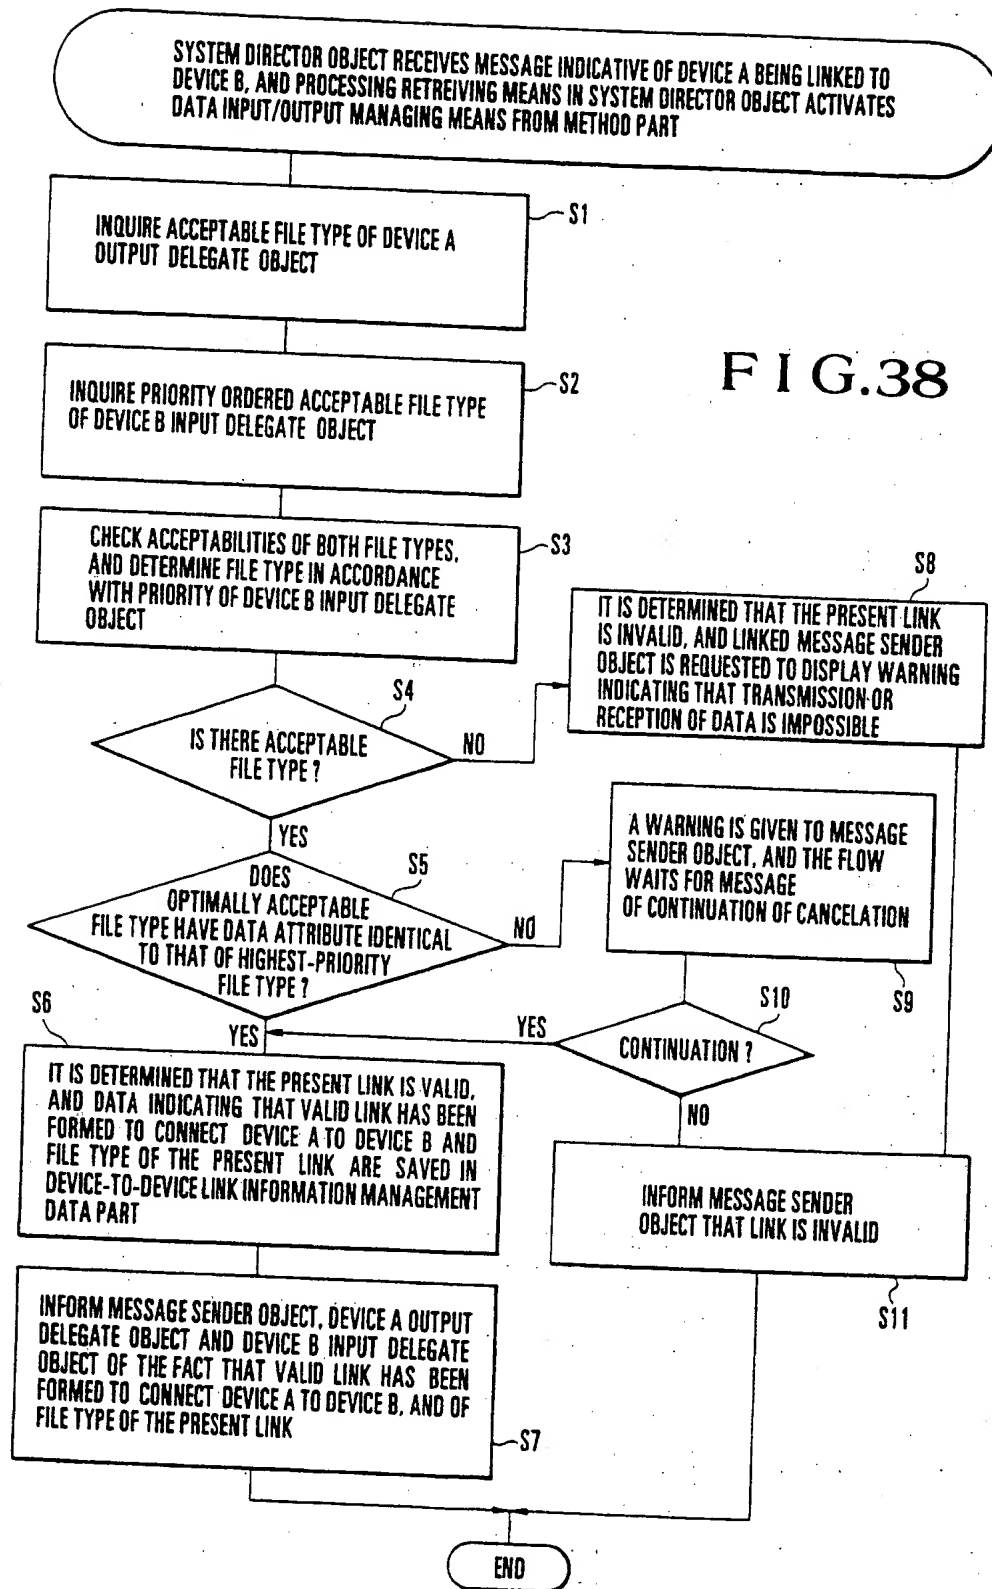 SYSTEM DIRECTOR OBJECT RECEIVES MESSAGE INDICATIVE OF DEVICE A BEING LINKED TO
DEVICE B, AND PROCESSING RETREIVING MEANS IN SYSTEM DIRECTOR OBJECT ACTIVATES
DATA INPUT/OUTPUT MANAGING MEANS FROM METHOD PART
S1
INQUIRE ACCEPTABLE FILE TYPE OF DEVICE A
OUTPUT DELEGATE OBJECT
FIG.38
S2
INQUIRE PRIORITY ORDERED ACCEPTABLE FILE TYPE
OF DEVICE B INPUT DELEGATE OBJECT
S3
CHECK ACCEPTABILITIES OF BOTH FILE TYPES,
AND DETERMINE FILE TYPE IN ACCORDANCE
WITH PRIORITY OF DEVICE B INPUT DELEGATE
OBJECT
S8
IT IS DETERMINED THAT THE PRESENT LINK
IS INVALID, AND LINKED MESSAGE SENDER
OBJECT IS REQUESTED TO DISPLAY WARNING
INDICATING THAT TRANSMISSION OR
RECEPTION OF DATA IS IMPOSSIBLE
S4
IS THERE ACCEPTABLE
FILE TYPE ?
NO
YES
S5
DOES
OPTIMALLY ACCEPTABLE
FILE TYPE HAVE DATA ATTRIBUTE IDENTICAL
TO THAT OF HIGHEST-PRIORITY
FILE TYPE ?
NO
YES
A WARNING IS GIVEN TO MESSAGE
SENDER OBJECT, AND THE FLOW
WAITS FOR MESSAGE
OF CONTINUATION OF CANCELATION
S9
S10
CONTINUATION ?
YES
NO
S6
IT IS DETERMINED THAT THE PRESENT LINK IS VALID,
AND DATA INDICATING THAT VALID LINK HAS BEEN
FORMED TO CONNECT DEVICE A TO DEVICE B AND
FILE TYPE OF THE PRESENT LINK ARE SAVED IN
DEVICE-TO-DEVICE LINK INFORMATION MANAGEMENT
DATA PART
INFORM MESSAGE SENDER
OBJECT THAT LINK IS INVALID
S11
INFORM MESSAGE SENDER OBJECT, DEVICE A OUTPUT
DELEGATE OBJECT AND DEVICE B INPUT DELEGATE
OBJECT OF THE FACT THAT VALID LINK HAS BEEN
FORMED TO CONNECT DEVICE A TO DEVICE B, AND OF
FILE TYPE OF THE PRESENT LINK
S7
END